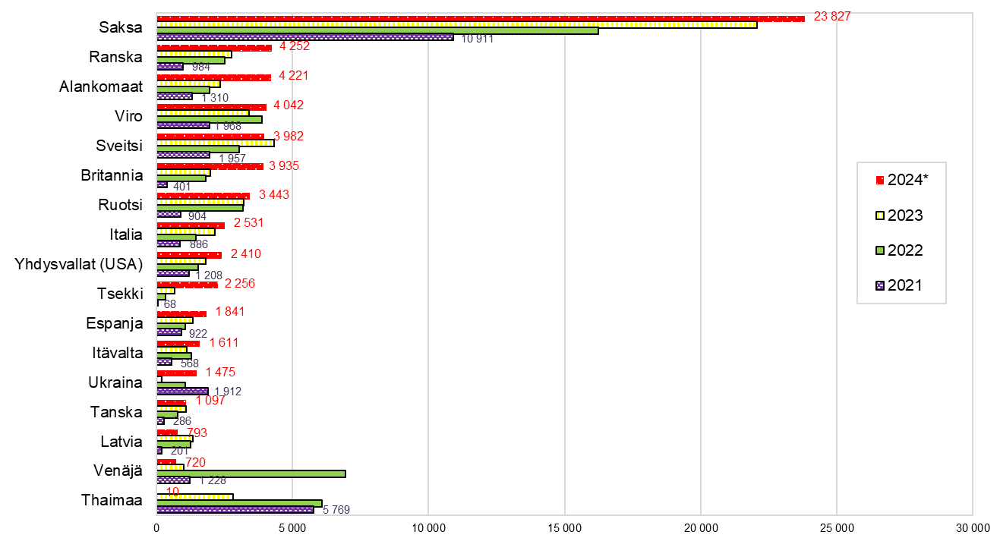 Saksa
23 827
10 911
Ranska
4 252
984
Alankomaat
4 221
1 310
Viro
4 042
1 968
Sveitsi
3 982
1 957
Britannia
3 935
401
Ruotsi
3 443
904
Italia
2 531
886
Yhdysvallat (USA)
2 410
1 208
Tsekki
2 256
68
Espanja
1 841
922
Itävalta
1 611
568
Ukraina
1 475
1 912
Tanska
1 097
286
Latvia
793
201
Venäjä
720
1 228
Thaimaa
10
5 769
2024*
2023
2022
2021
0 5 000 10 000 15 000 20 000 25 000 30 000